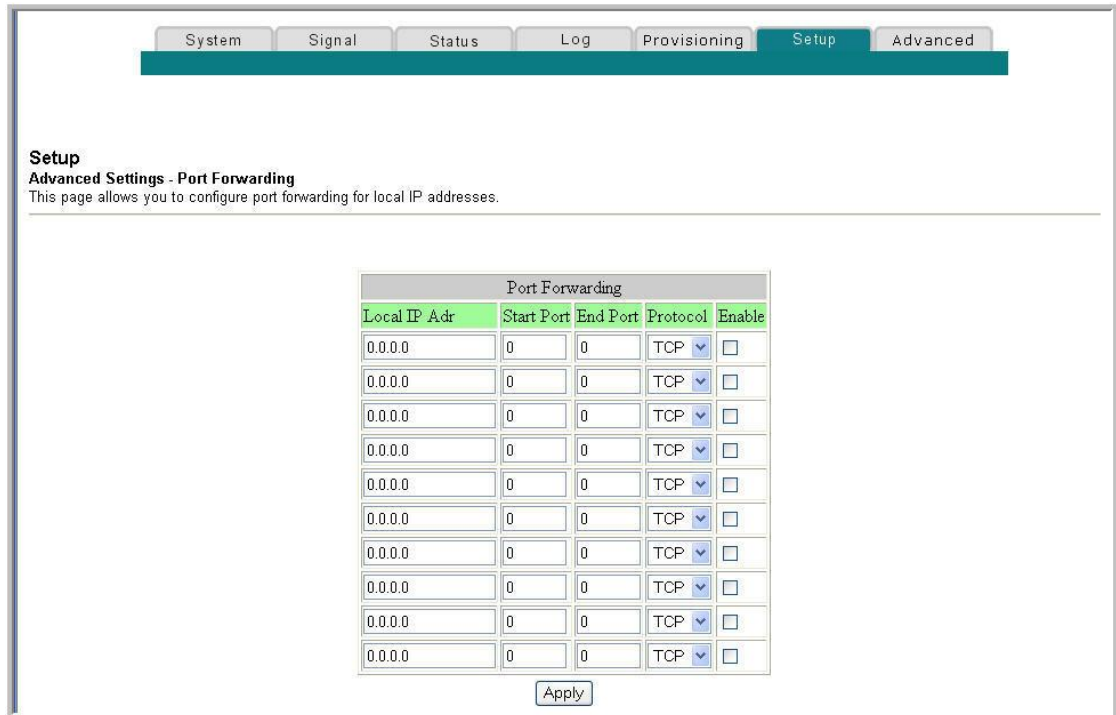 System Signal Status Log Provisioning Setup Advanced
Setup
Advanced Settings - Port Forwarding
This page allows you to configure port forwarding for local IP addresses.
Port Forwarding
Local IP Adr Start Port End Port Protocol Enable
0.0.0.0 0 0 TCP
0.0.0.0 0 0 TCP
0.0.0.0 0 0 TCP
0.0.0.0 0 0 TCP
0.0.0.0 0 0 TCP
0.0.0.0 0 0 TCP
0.0.0.0 0 0 TCP
0.0.0.0 0 0 TCP
0.0.0.0 0 0 TCP
0.0.0.0 0 0 TCP
Apply